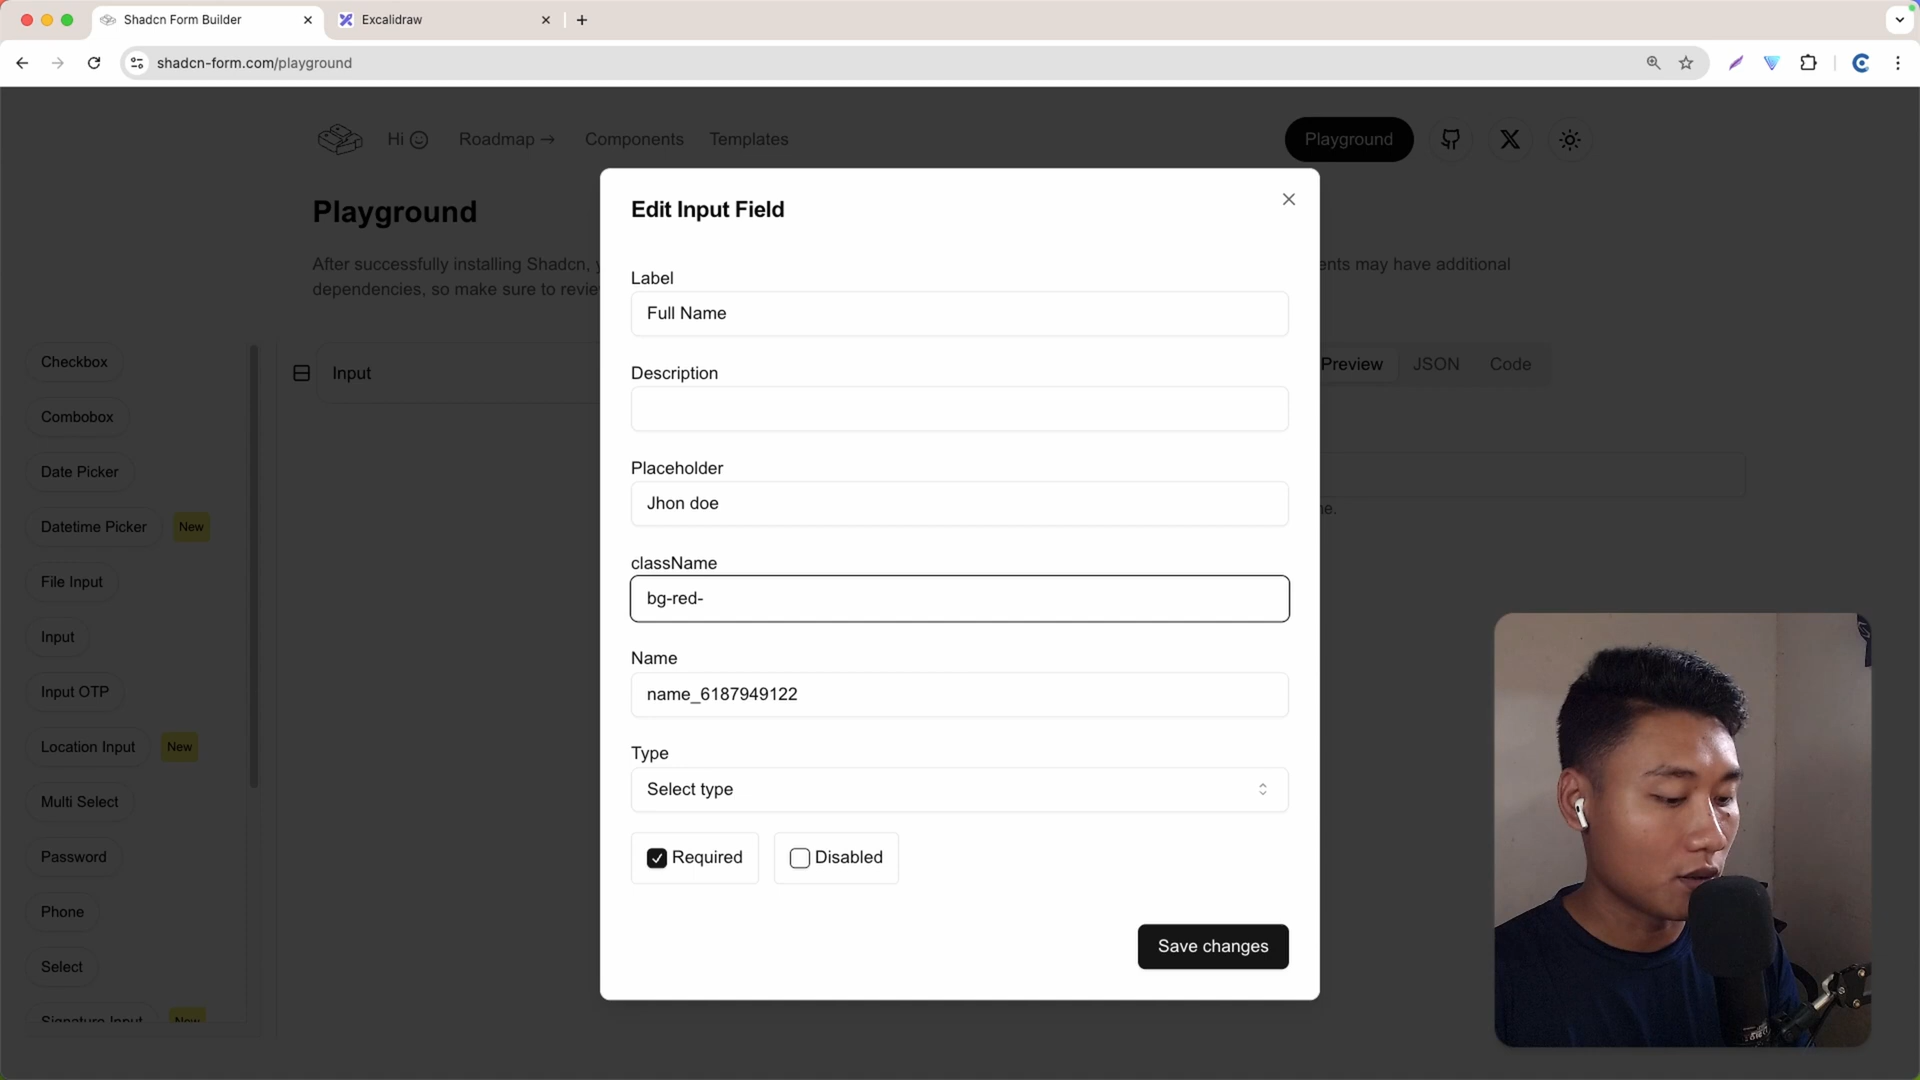 Shadcn Form Builder
Excalidraw
shadcn-form.com/playground
Hi
Roadmap
Components
Templates
Playground
Playground
After successfully installing Shadcn,
ents may have additional
dependencies, so make sure to
Edit Input Field
Label
Full Name
Description
Placeholder
Jhon doe
className
bg-red-
Name
name_6187949122
Type
Select type
Required
Disabled
Save changes
Checkbox
Combobox
Date Picker
Datetime Picker New
File Input
Input
Input OTP
Location Input New
Multi Select
Password
Phone
Select
Signature Input New
Input
Preview
JSON
Code